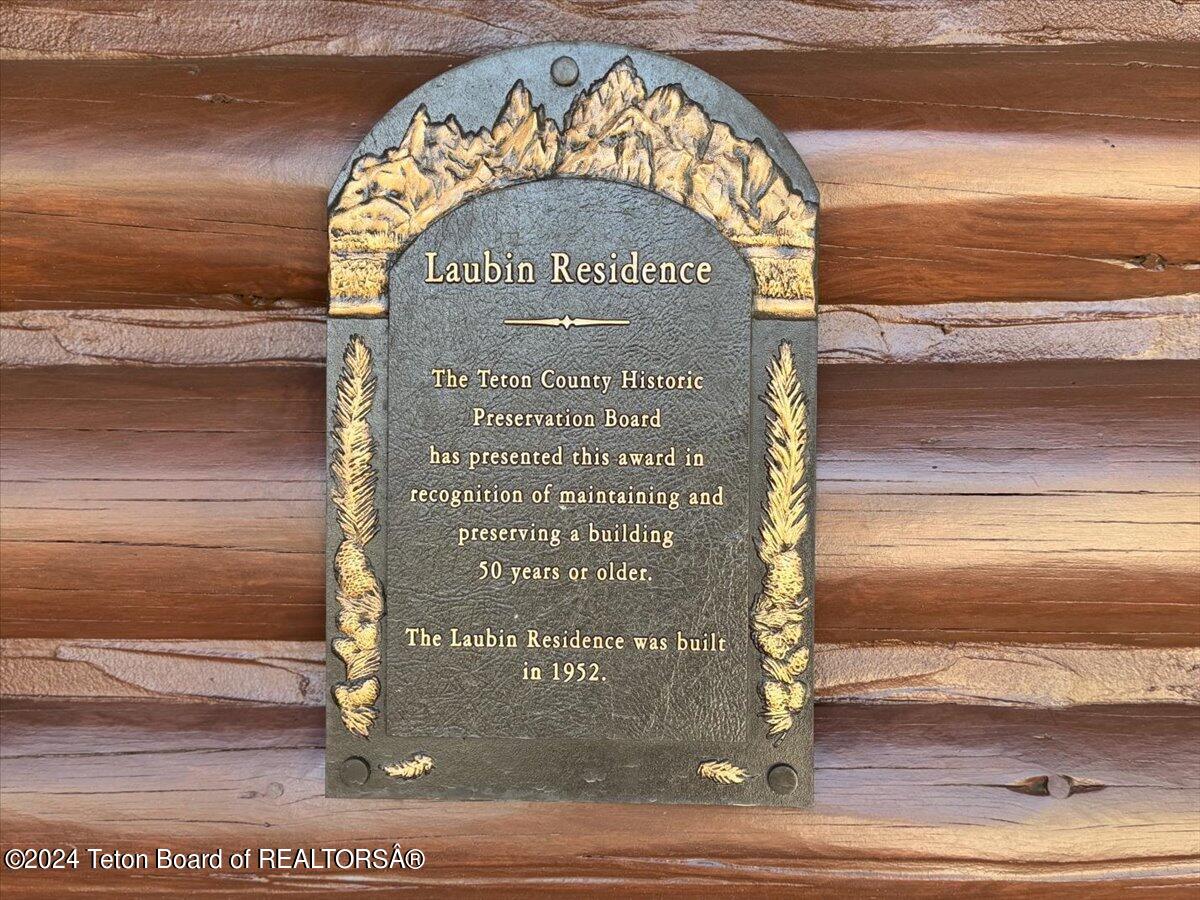 Laubin Residence
The Teton County Historic
Preservation Board
has presented this award in
recognition of maintaining and
preserving a building
50 years or older.
The Laubin Residence was built
in 1952.
©2024 Teton Board of REALTORSÂ®